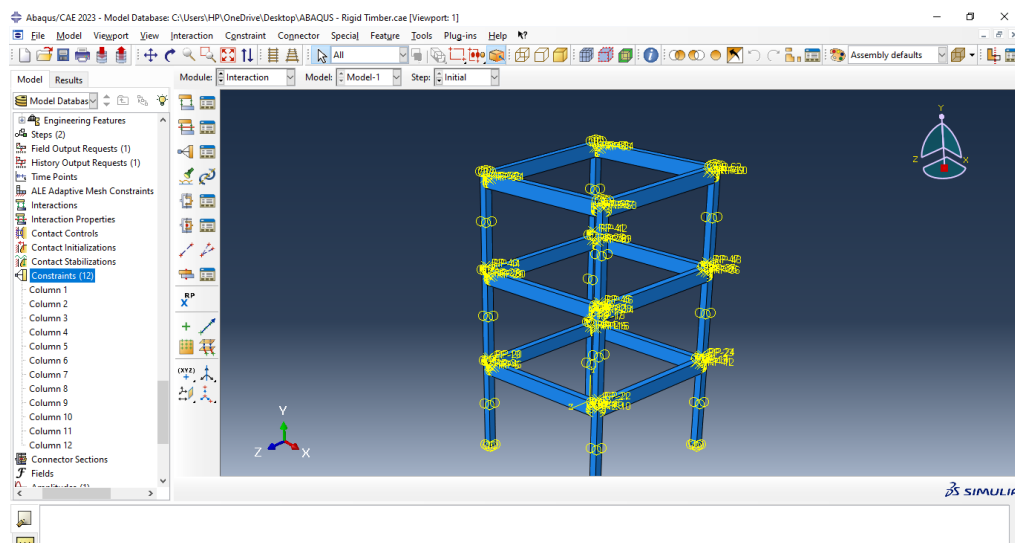 Abaqus/CAE 2023 - Model Database: C:\Users\HP\OneDrive\Desktop\ABAQUS - Rigid Timber.cae [Viewport: 1]
File Model Viewport View Interaction Constraint Connector Special Feature Tools Plug-ins Help
All Assembly defaults
Model Results Module: Interaction Model: Model-1 Step: Initial
Model Databas
Engineering Features
Steps (2)
Field Output Requests (1)
History Output Requests (1)
Time Points
ALE Adaptive Mesh Constraints
Interactions
Interaction Properties
Contact Controls
Contact Initializations
Contact Stabilizations
Constraints (12)
Column 1
Column 2
Column 3
Column 4
Column 5
Column 6
Column 7
Column 8
Column 9
Column 10
Column 11
Column 12
Connector Sections
Fields
RP
X
(XYZ)
Y
Z
X
Y
Z
X
SIMULIA